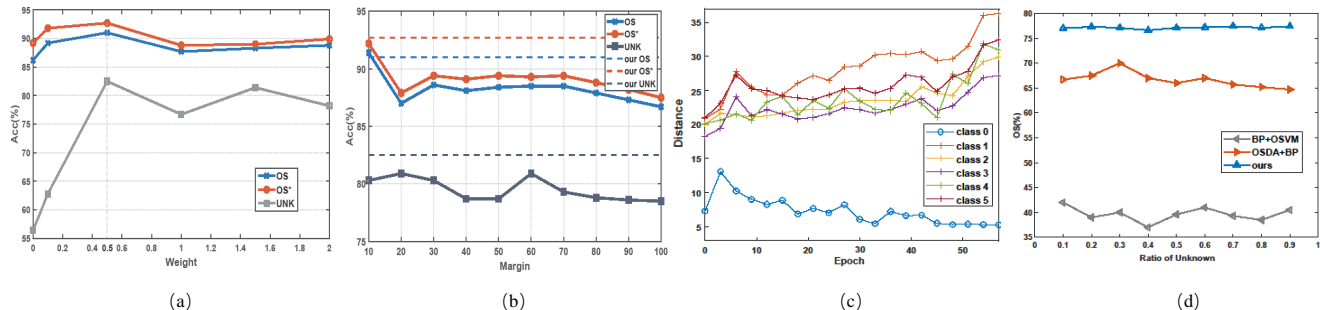 Acc(%)
100
95
90
85
80
75
70
65
60
55
OS
OS*
UNK
0 0.2 0.4 0.5 0.6 0.8 1.0 1.2 1.4 1.6 1.8 2
Weight
(a)
Acc(%)
95
90
85
80
75
OS
OS*
UNK
our OS
our OS*
our UNK
10 20 30 40 50 60 70 80 90 100
Margin
(b)
Distance
35
30
25
20
15
10
5
class 0
class 1
class 2
class 3
class 4
class 5
0 10 20 30 40 50
Epoch
(c)
OS(%)
80
75
70
65
60
55
50
45
40
35
BP+OSVM
OSDA+BP
ours
0 0.1 0.2 0.3 0.4 0.5 0.6 0.7 0.8 0.9 1
Ratio of Unknown
(d)